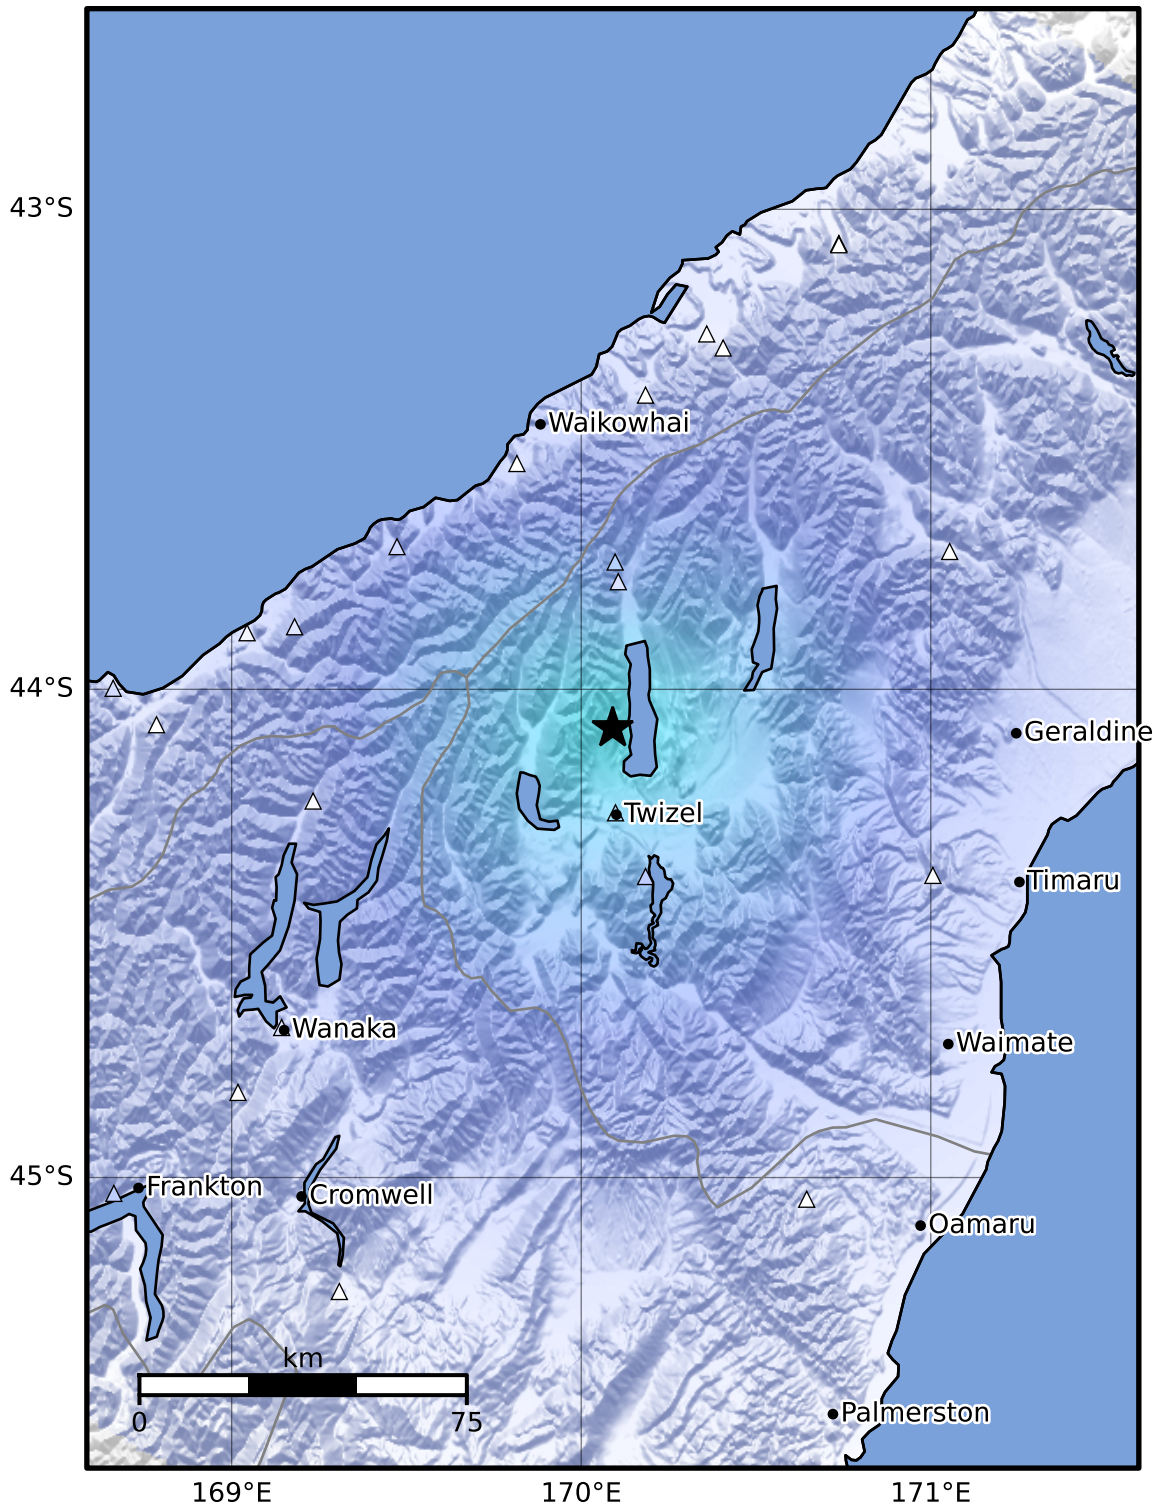 43°S
Waikowhai
44°S
Geraldine
Twizel
Timaru
Wanaka
Waimate
45°S
Frankton
Cromwell
Oamaru
km
0
75
Palmerston
169°E
170°E
171°E